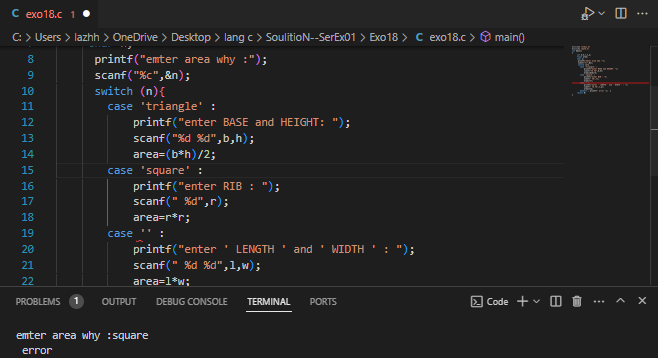 C exo18.c 1 ●
C: > Users > lazhh > OneDrive > Desktop > lang c > SoulitioN--SerEx01 > Exo18 > C exo18.c > main()
8 printf("emter area why :");
9 scanf("%c",&n);
10 switch (n){
11 case 'triangle' :
12 printf("enter BASE and HEIGHT: ");
13 scanf("%d %d",b,h);
14 area=(b*h)/2;
15 case 'square' :
16 printf("enter RIB : ");
17 scanf(" %d",r);
18 area=r*r;
19 case '' :
20 printf("enter ' LENGTH ' and ' WIDTH ' : ");
21 scanf(" %d %d",l,w);
22 area=l*w;
PROBLEMS 1 OUTPUT DEBUG CONSOLE TERMINAL PORTS Code
emter area why :square
error